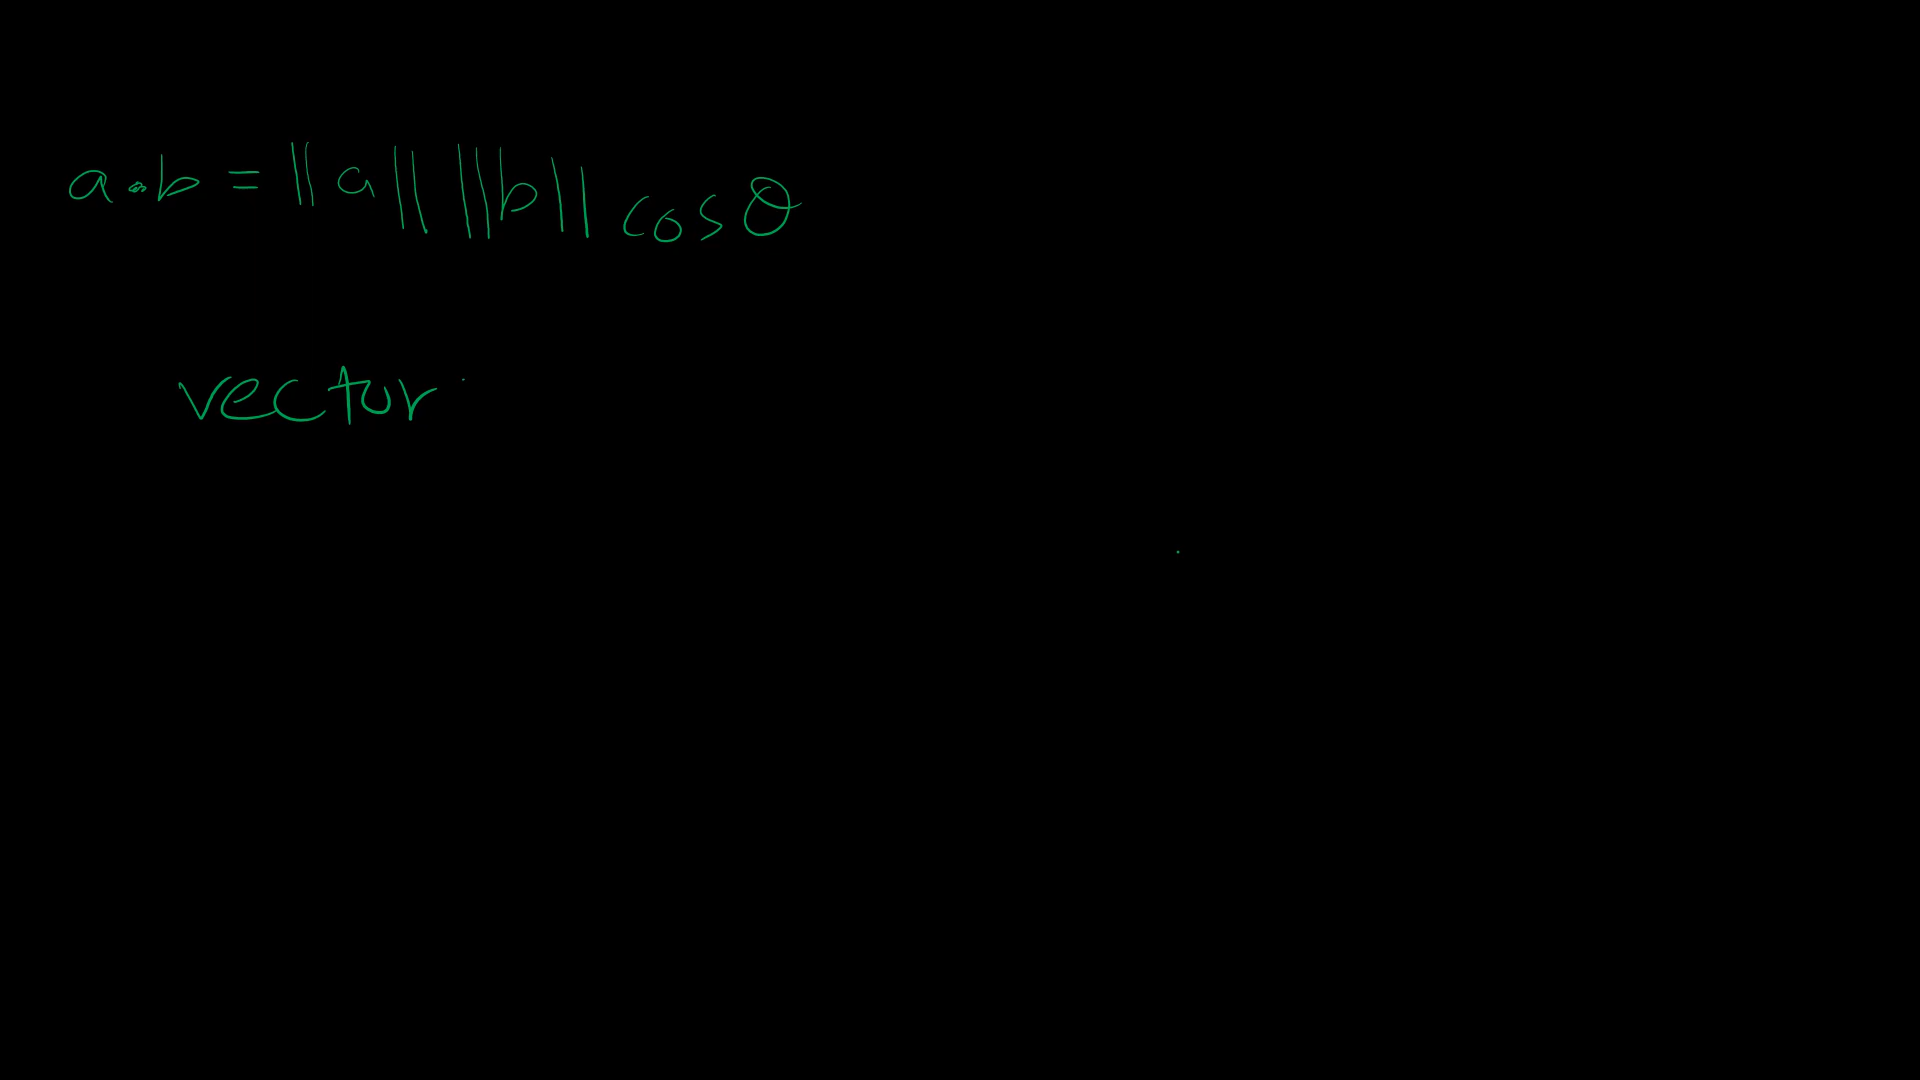 a·b = ||a|| ||b|| cosθ
vector